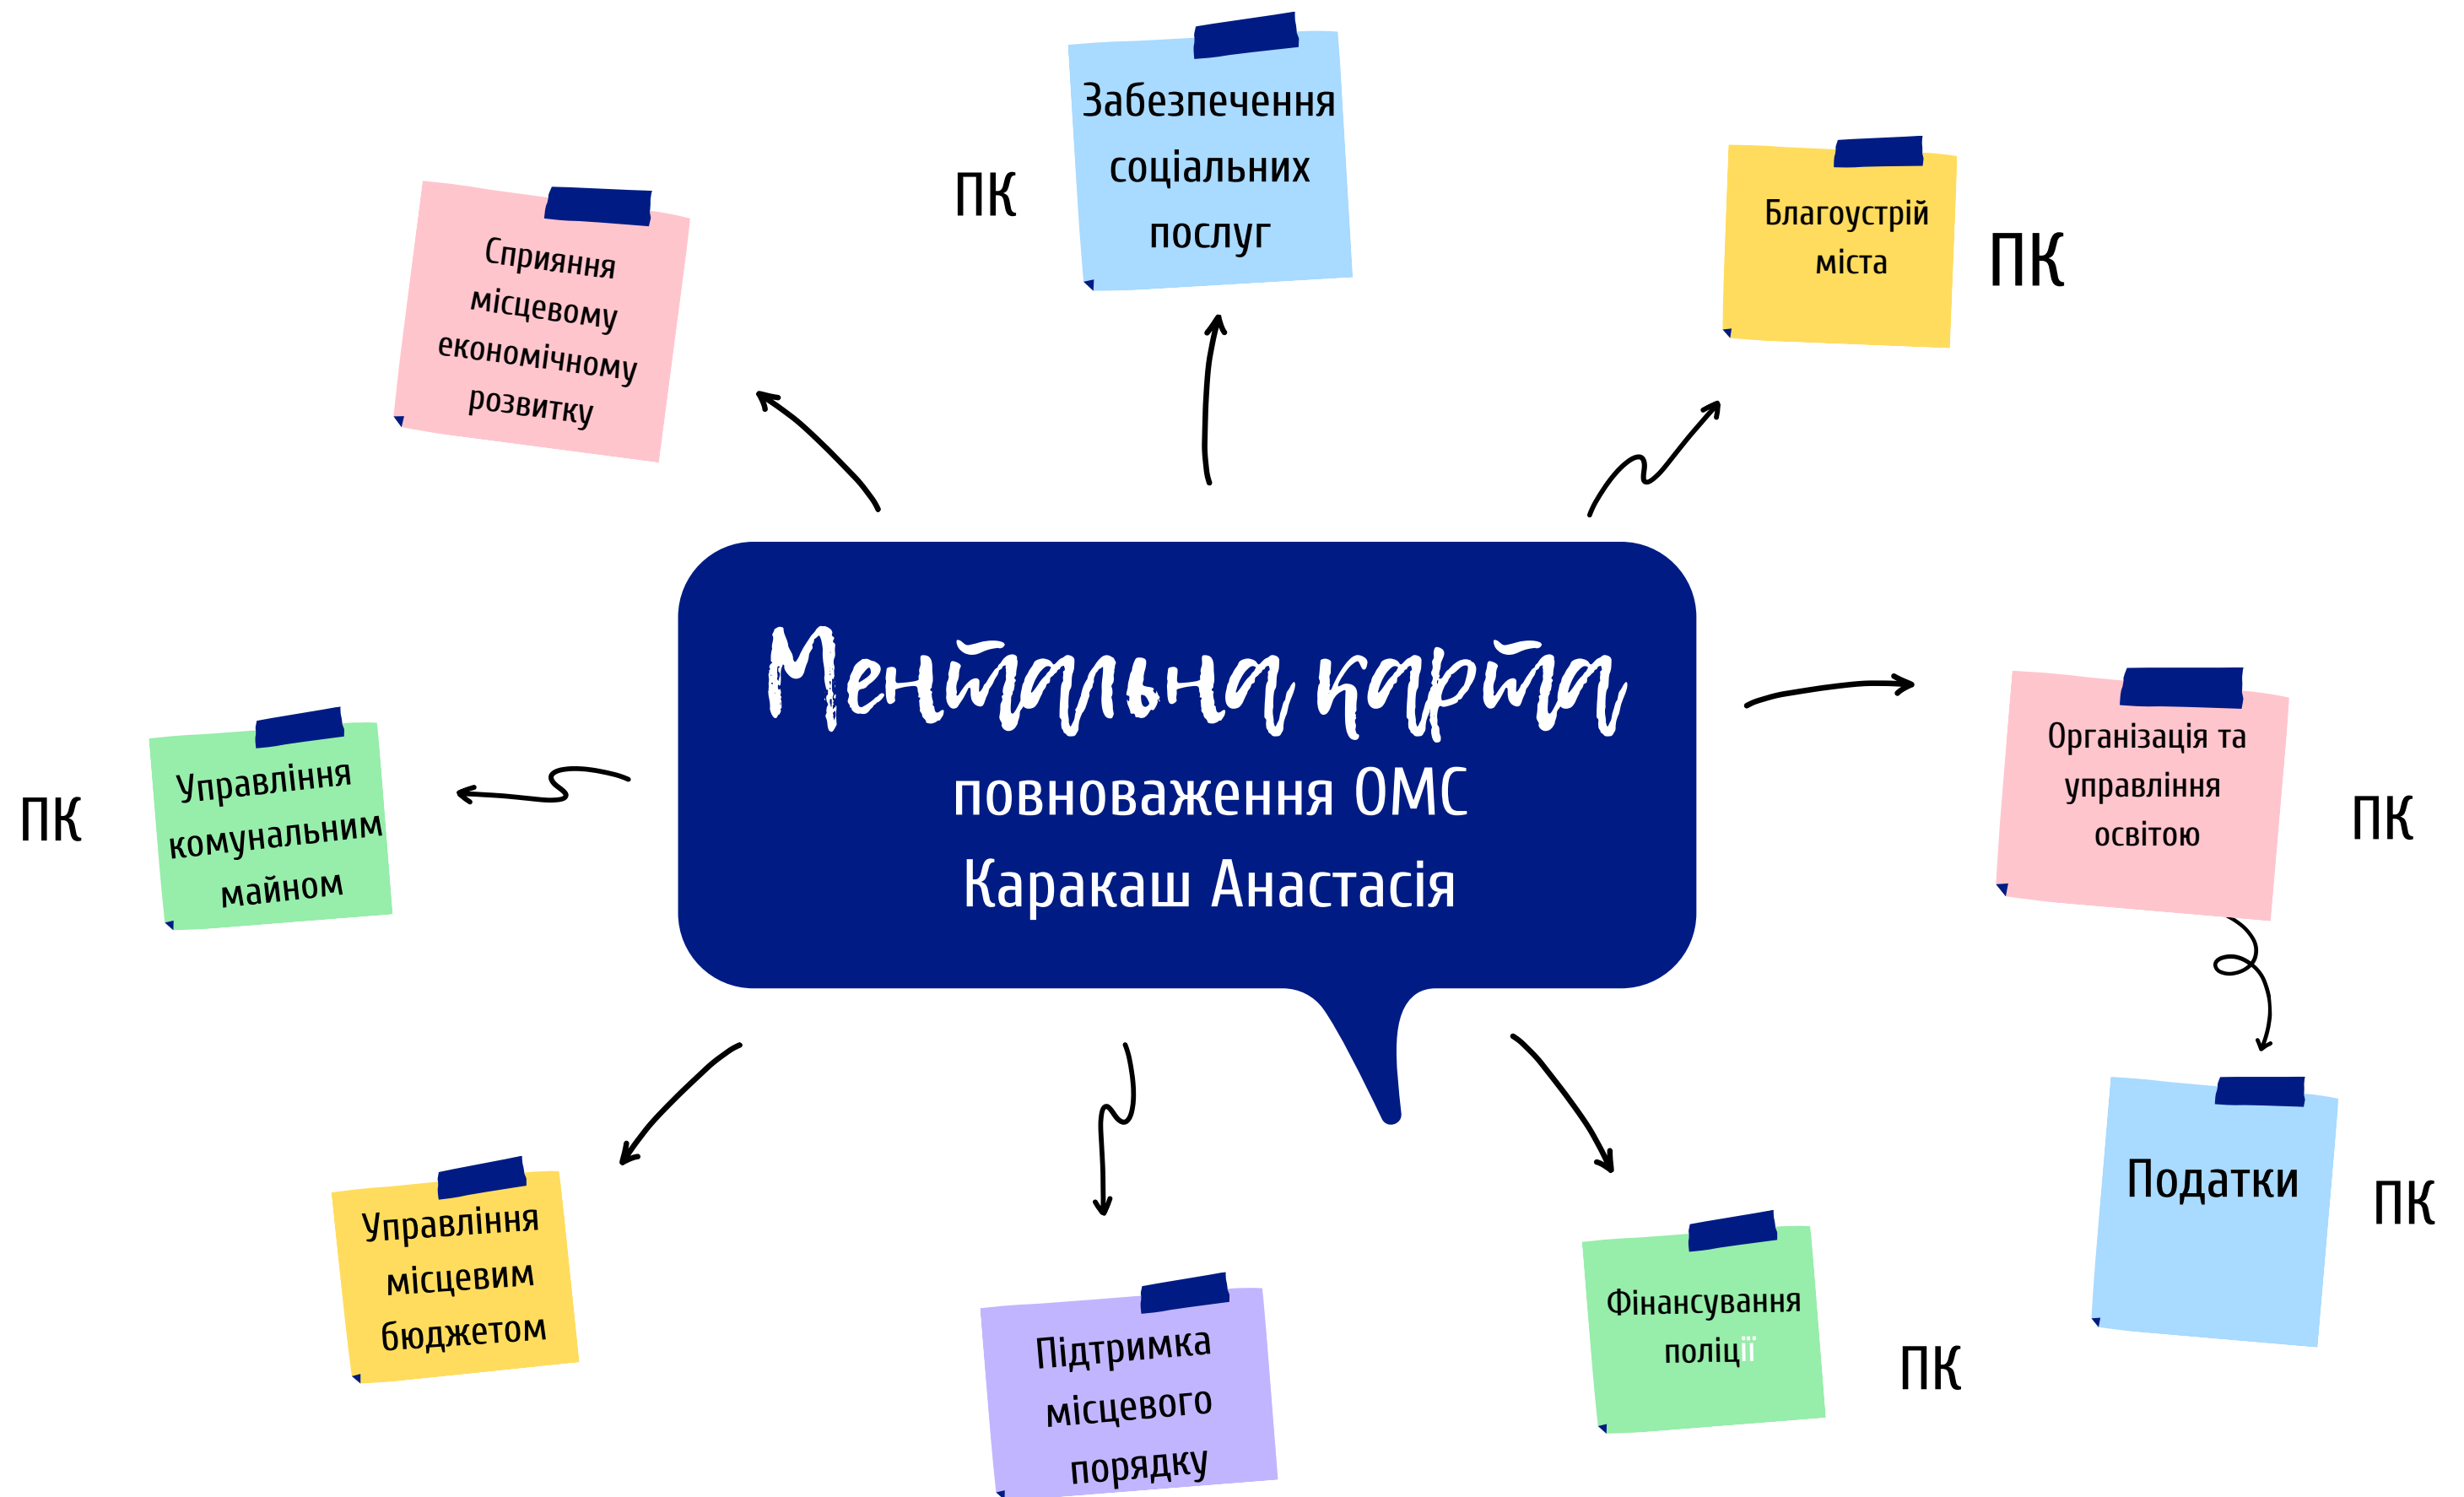 Забезпечення
соціальних
послуг
ПК
Благоустрій
міста
ПК
Сприяння
місцевому
економічному
розвитку
Ментальна карта
повноваження ОМС
Каракаш Анастасія
Організація та
управління
освітою
ПК
Управління
комунальним
майном
ПК
Податки
ПК
Управління
місцевим
бюджетом
Підтримка
місцевого
порядку
Фінансування
поліції
ПК